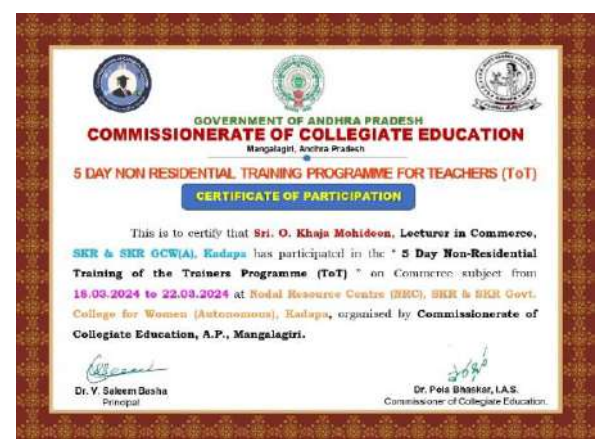 GOVERNMENT OF ANDHRA PRADESH
COMMISSIONERATE OF COLLEGIATE EDUCATION
Mangalagiri, Andhra Pradesh
5 DAY NON RESIDENTIAL TRAINING PROGRAMME FOR TEACHERS (ToT)
CERTIFICATE OF PARTICIPATION
This is to certify that Sri. O. Khaja Mohideen, Lecturer in Commerce,
SKR & SKR GCW(A), Kadapa has participated in the " 5 Day Non-Residential
Training of the Trainers Programme (ToT) " on Commerce subject from
18.03.2024 to 22.03.2024 at Nodal Resource Centre (NRC), SKR & SKR Govt.
College for Women (Autonomous), Kadapa, organised by Commissionerate of
Collegiate Education, A.P., Mangalagiri.
Dr. V. Saleem Basha
Principal
Dr. Pola Bhaskar, I.A.S.
Commissioner of Collegiate Education.